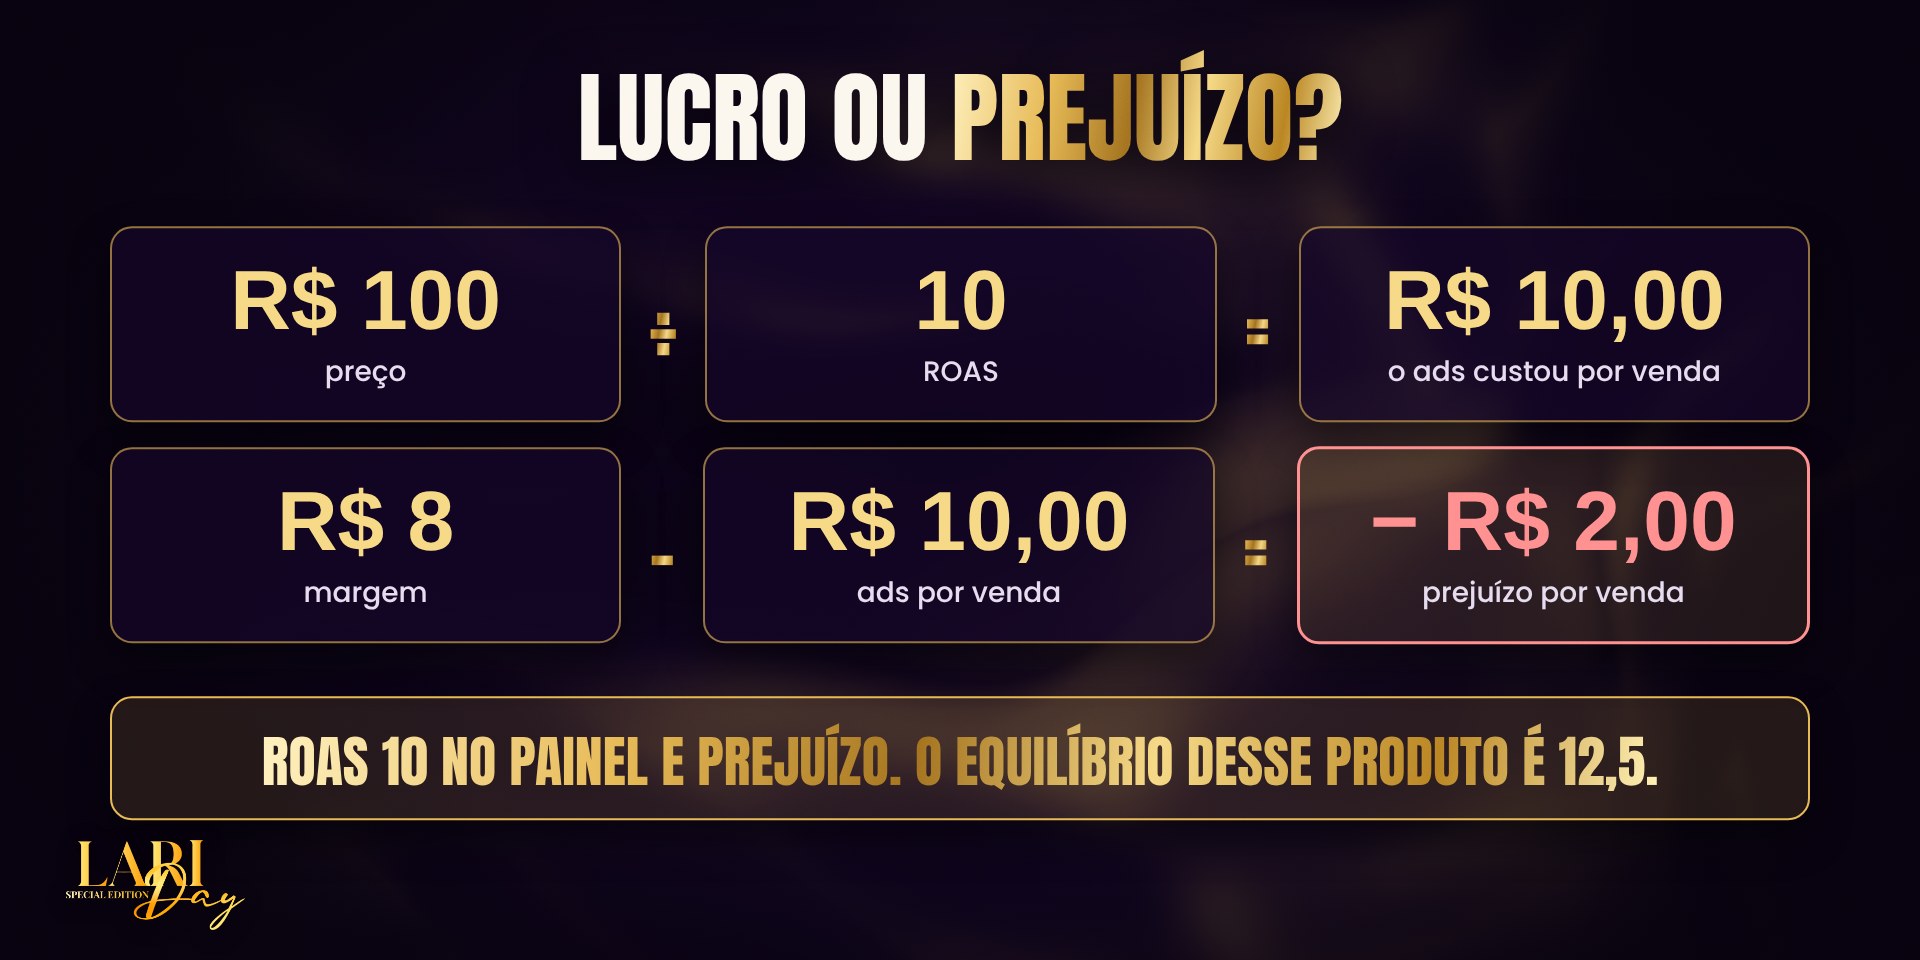 LUCRO OU PREJUÍZO?
R$ 100
preço
÷
10
ROAS
=
R$ 10,00
o ads custou por venda
R$ 8
margem
-
R$ 10,00
ads por venda
=
– R$ 2,00
prejuízo por venda
ROAS 10 NO PAINEL E PREJUÍZO. O EQUILÍBRIO DESSE PRODUTO É 12,5.
LABI
SPECIAL EDITION Day